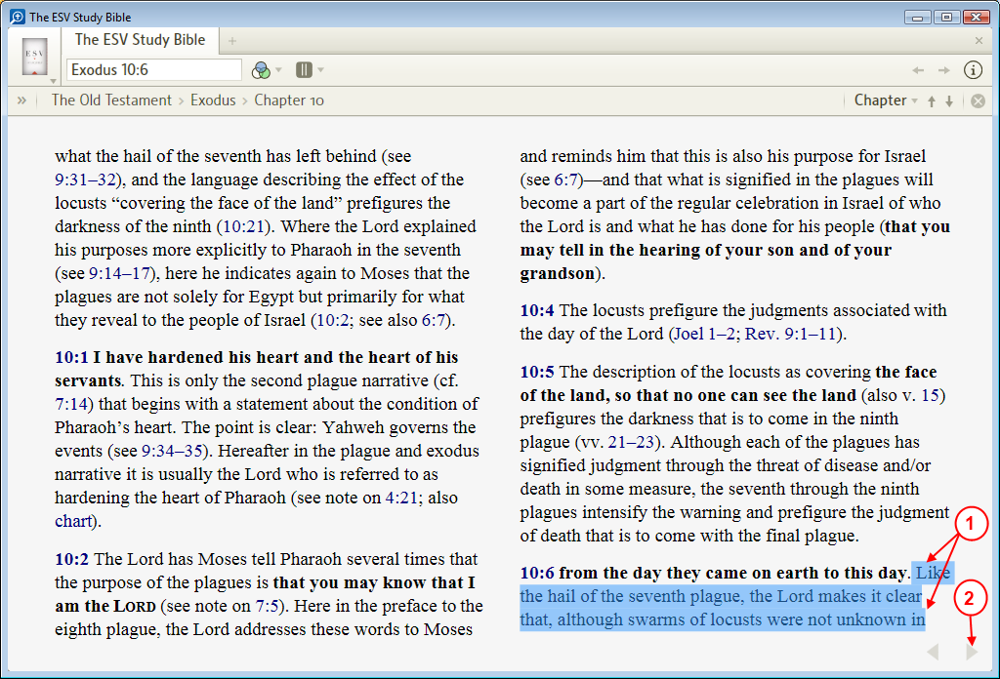 The ESV Study Bible
ESV
The ESV Study Bible
Exodus 10:6
» The Old Testament › Exodus › Chapter 10
Chapter
what the hail of the seventh has left behind (see
9:31–32), and the language describing the effect of the
locusts “covering the face of the land” prefigures the
darkness of the ninth (10:21). Where the Lord explained
his purposes more explicitly to Pharaoh in the seventh
(see 9:14–17), here he indicates again to Moses that the
plagues are not solely for Egypt but primarily for what
they reveal to the people of Israel (10:2; see also 6:7).
10:1 I have hardened his heart and the heart of his
servants. This is only the second plague narrative (cf.
7:14) that begins with a statement about the condition of
Pharaoh’s heart. The point is clear: Yahweh governs the
events (see 9:34–35). Hereafter in the plague and exodus
narrative it is usually the Lord who is referred to as
hardening the heart of Pharaoh (see note on 4:21; also
chart).
10:2 The Lord has Moses tell Pharaoh several times that
the purpose of the plagues is that you may know that I
am the LORD (see note on 7:5). Here in the preface to the
eighth plague, the Lord addresses these words to Moses
and reminds him that this is also his purpose for Israel
(see 6:7)—and that what is signified in the plagues will
become a part of the regular celebration in Israel of who
the Lord is and what he has done for his people (that you
may tell in the hearing of your son and of your
grandson).
10:4 The locusts prefigure the judgments associated with
the day of the Lord (Joel 1–2; Rev. 9:1–11).
10:5 The description of the locusts as covering the face
of the land, so that no one can see the land (also v. 15)
prefigures the darkness that is to come in the ninth
plague (vv. 21–23). Although each of the plagues has
signified judgment through the threat of disease and/or
death in some measure, the seventh through the ninth
plagues intensify the warning and prefigure the judgment
of death that is to come with the final plague.
1
10:6 from the day they came on earth to this day. Like
the hail of the seventh plague, the Lord makes it clear
that, although swarms of locusts were not unknown in
2